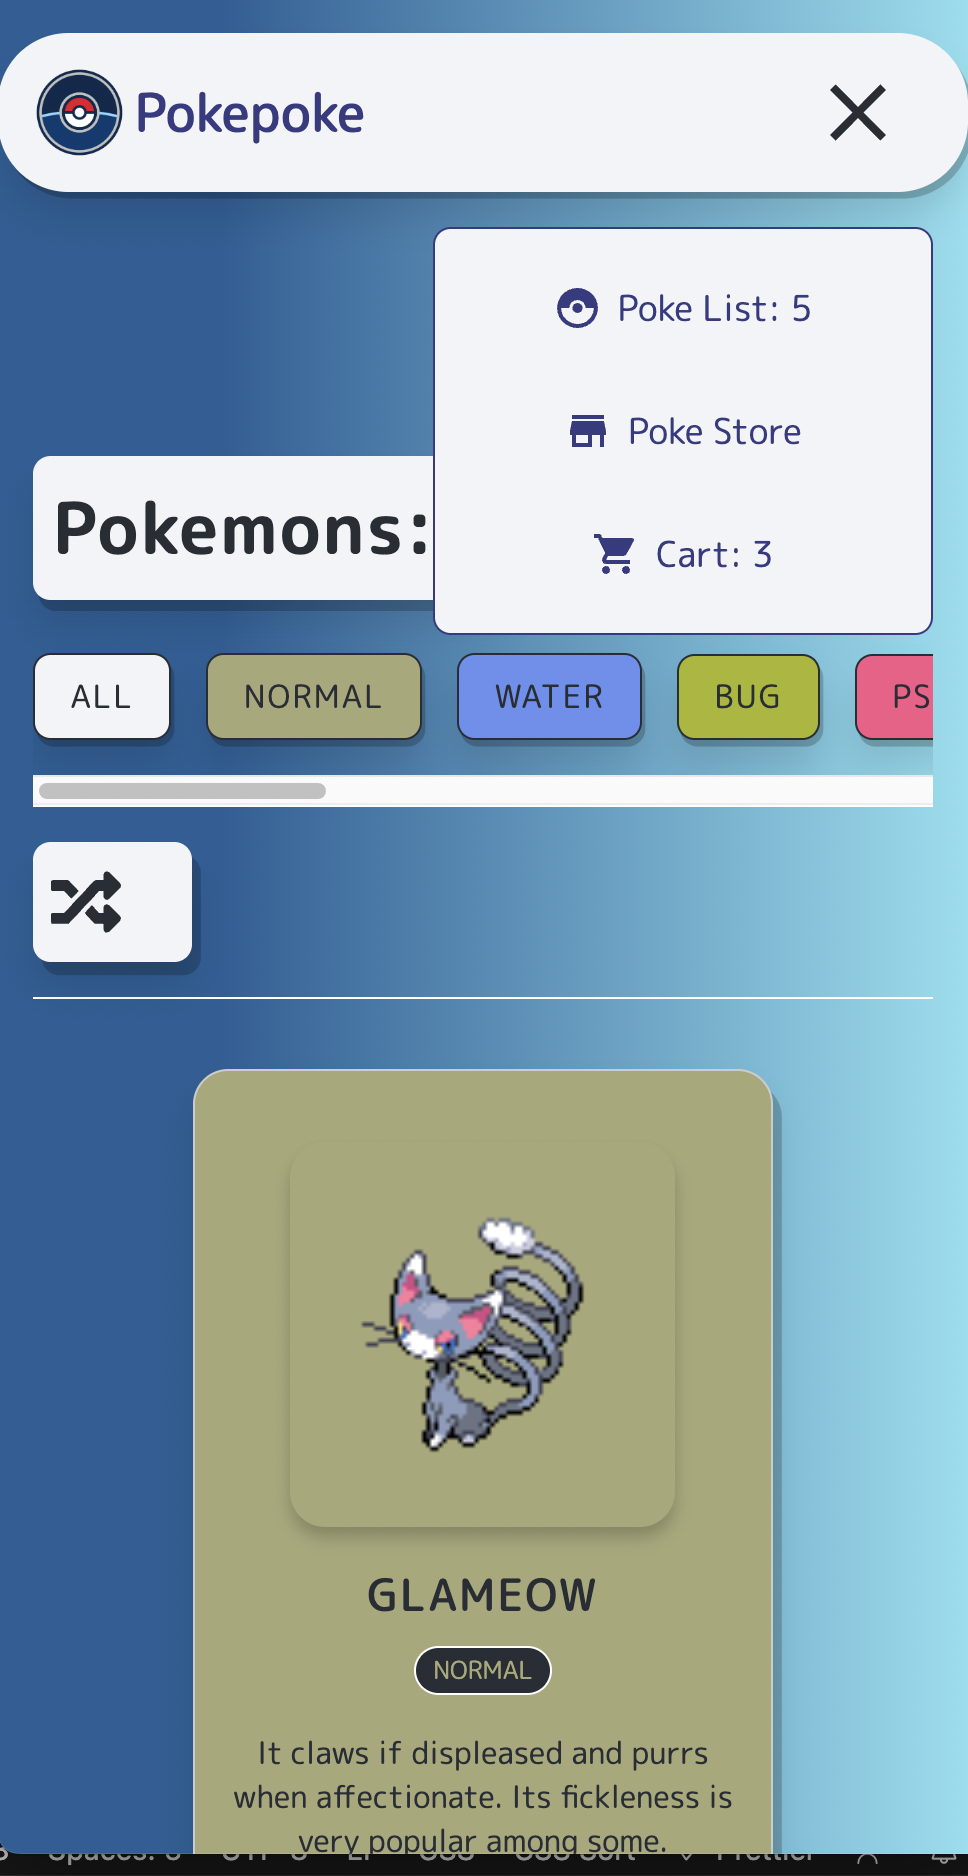 Pokepoke
Poke List: 5
Poke Store
Cart: 3
Pokemons:
ALL NORMAL WATER BUG PS
GLAMEOW
NORMAL
It claws if displeased and purrs
when affectionate. Its fickleness is
very popular among some.